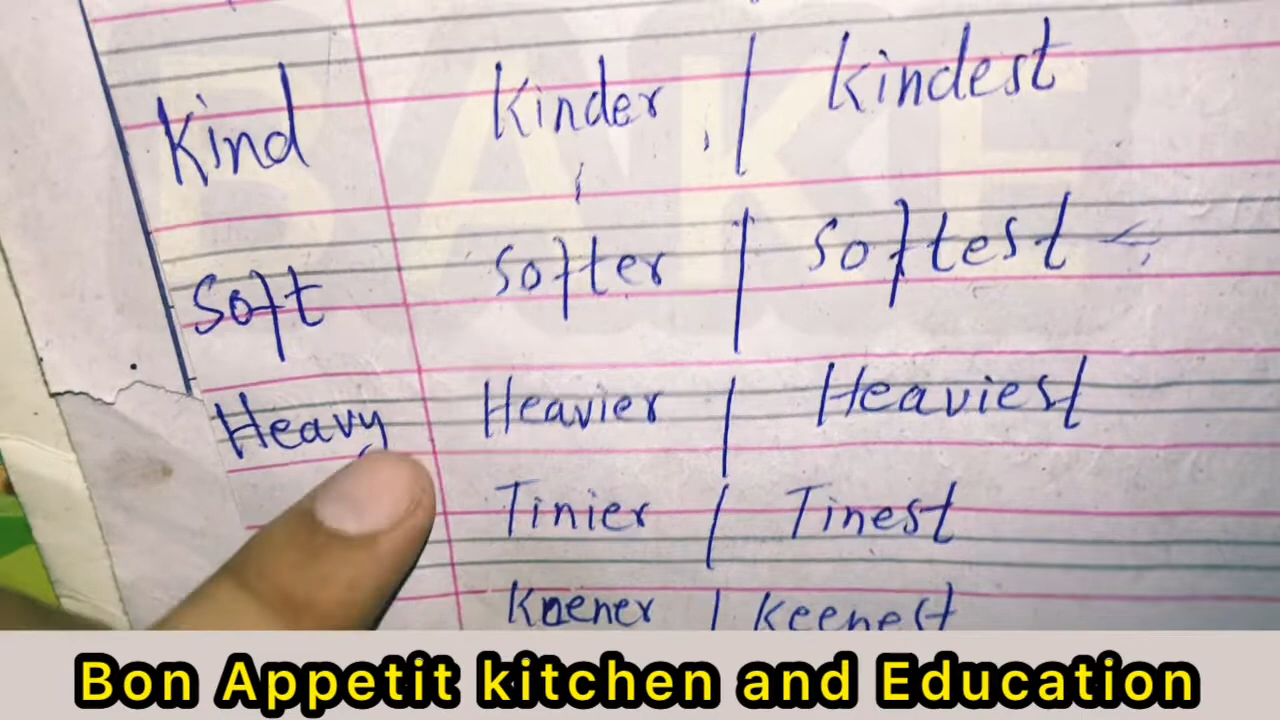 Kind Kinder / Kindest
Soft Softer / Softest
Heavy Heavier / Heaviest
Tinier / Tinest
Keener / Keenest
Bon Appetit kitchen and Education